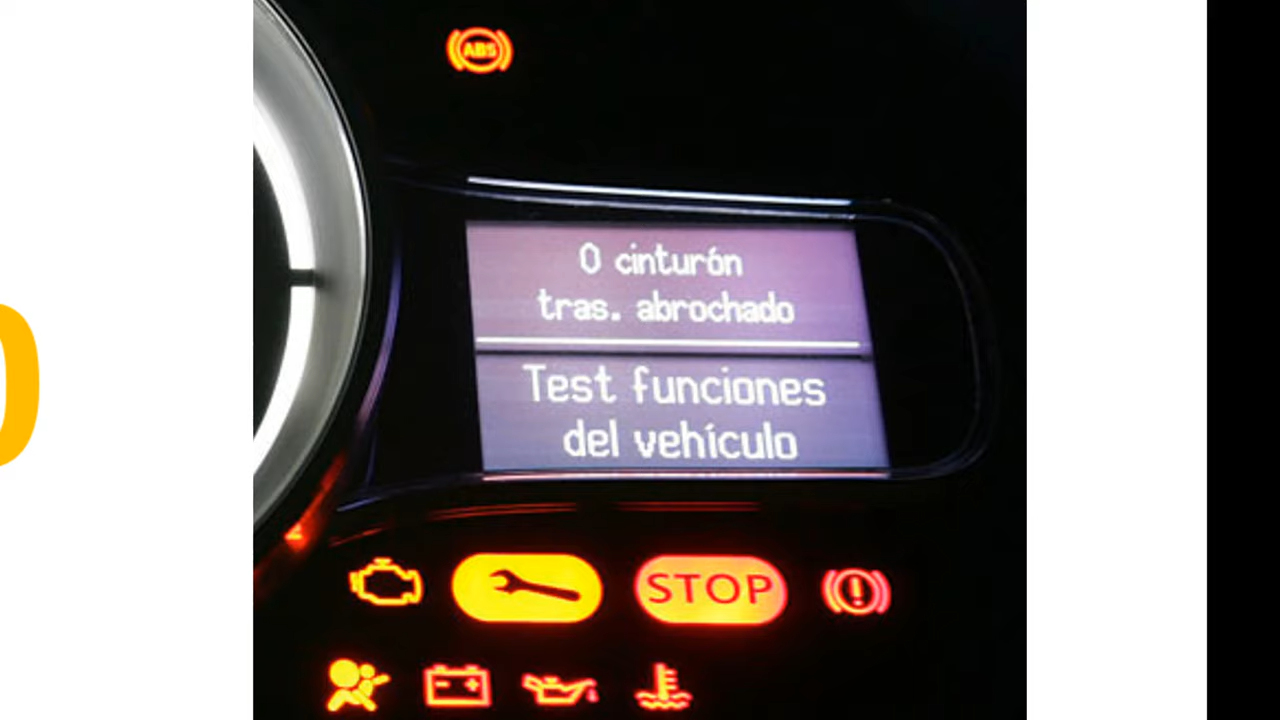 ABS
0 cinturón
tras. abrochado
Test funciones
del vehículo
STOP